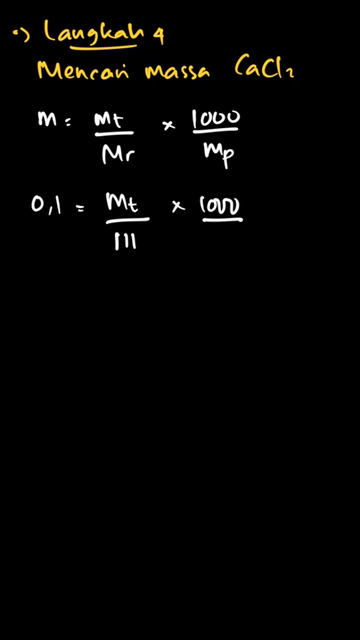 •) Langkah 4
Mencari massa CaCl₂
m = mt / Mr × 1000 / mp
0,1 = Mt / 111 × 1000